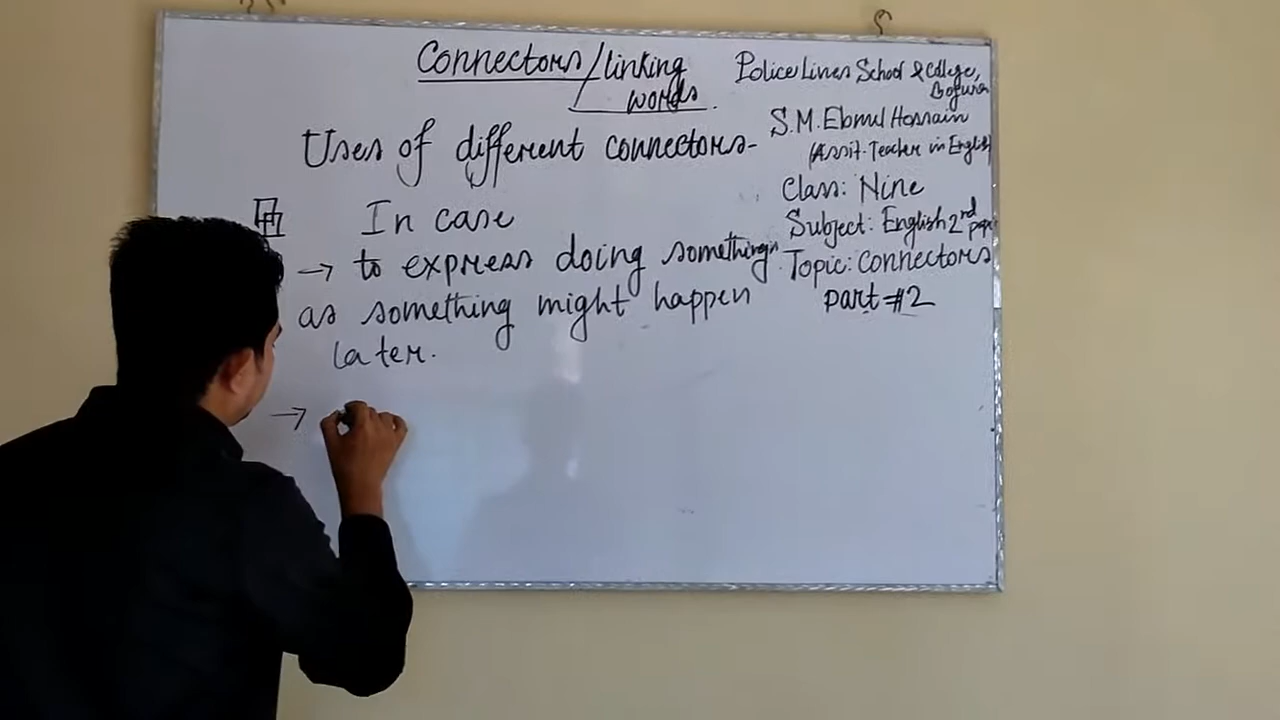 Connectors/linking
words.
Uses of different connectors-
In case
→ to express doing something
as something might happen
later.
→
Police Lines School & College,
Bogura
S.M. Ebnul Hossain
(Assit. Teacher in English)
Class: Nine
Subject: English 2nd paper
Topic: Connectors
part #2